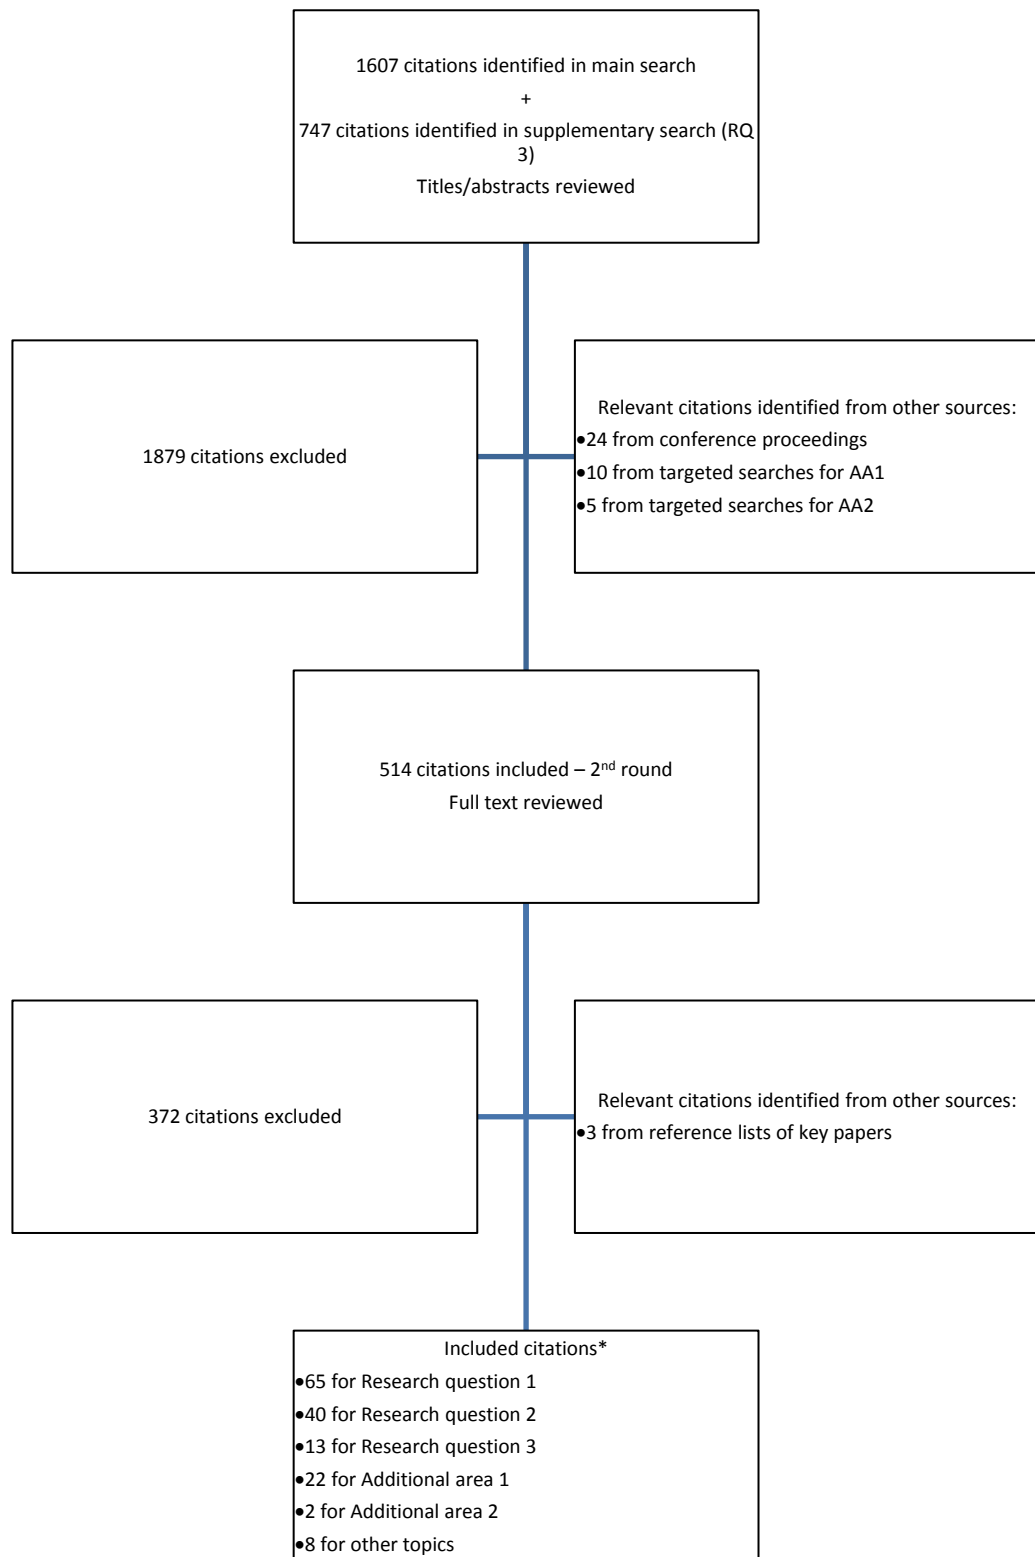 1607 citations identified in main search
+
747 citations identified in supplementary search (RQ
3)
Titles/abstracts reviewed
1879 citations excluded
Relevant citations identified from other sources:
•24 from conference proceedings
•10 from targeted searches for AA1
•5 from targeted searches for AA2
514 citations included – 2nd round
Full text reviewed
372 citations excluded
Relevant citations identified from other sources:
•3 from reference lists of key papers
Included citations*
•65 for Research question 1
•40 for Research question 2
•13 for Research question 3
•22 for Additional area 1
•2 for Additional area 2
•8 for other topics